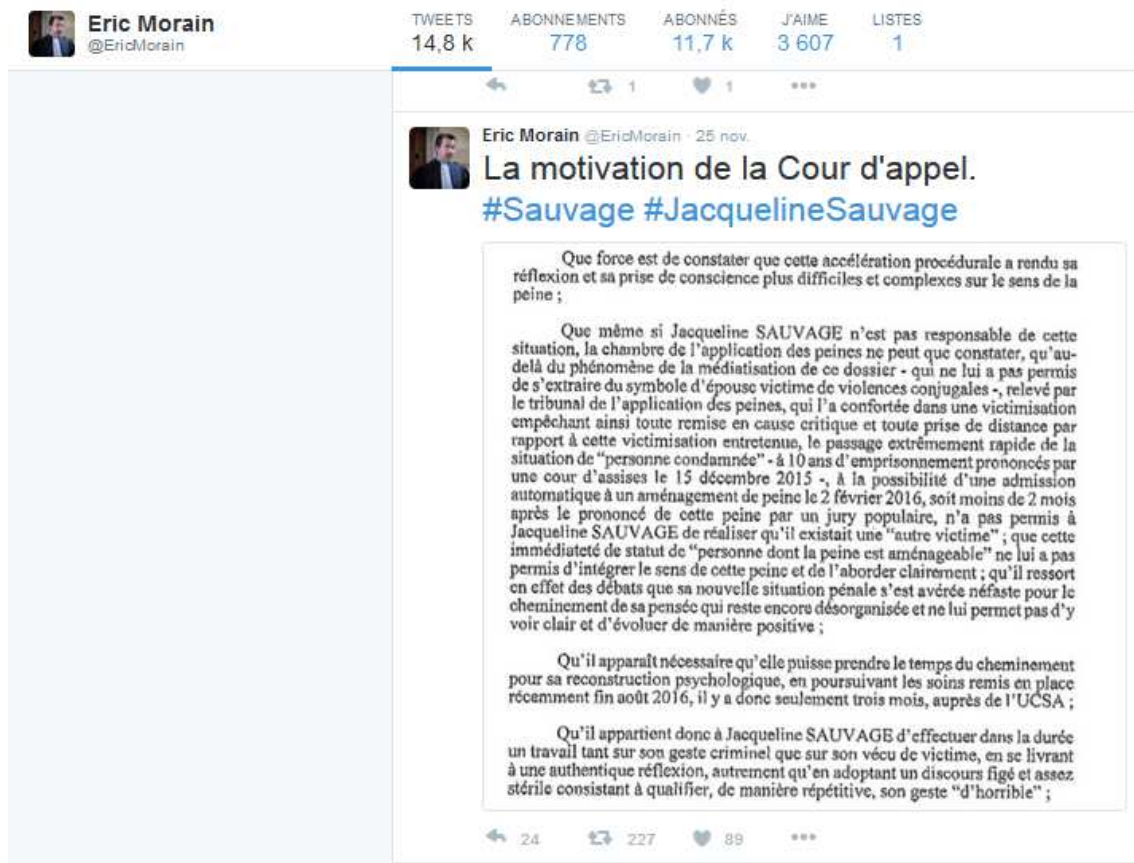 Eric Morain
@EricMorain
TWEETS ABONNEMENTS ABONNÉS J'AIME LISTES
14,8 k 778 11,7 k 3 607 1
1 1
Eric Morain @EricMorain · 25 nov.
La motivation de la Cour d'appel.
#Sauvage #JacquelineSauvage
Que force est de constater que cette accélération procédurale a rendu sa
réflexion et sa prise de conscience plus difficiles et complexes sur le sens de la
peine ;
Que même si Jacqueline SAUVAGE n'est pas responsable de cette
situation, la chambre de l'application des peines ne peut que constater, qu'au-
delà du phénomène de la médiatisation de ce dossier - qui ne lui a pas permis
de s'extraire du symbole d'épouse victime de violences conjugales -, relevé par
le tribunal de l'application des peines, qui l'a confortée dans une victimisation
empêchant ainsi toute remise en cause critique et toute prise de distance par
rapport à cette victimisation entretenue, le passage extrêmement rapide de la
situation de "personne condamnée" - à 10 ans d'emprisonnement prononcés par
une cour d'assises le 15 décembre 2015 -, à la possibilité d'une admission
automatique à un aménagement de peine le 2 février 2016, soit moins de 2 mois
après le prononcé de cette peine par un jury populaire, n'a pas permis à
Jacqueline SAUVAGE de réaliser qu'il existait une "autre victime" ; que cette
immédiateté de statut de "personne dont la peine est aménageable" ne lui a pas
permis d'intégrer le sens de cette peine et de l'aborder clairement ; qu'il ressort
en effet des débats que sa nouvelle situation pénale s'est avérée néfaste pour le
cheminement de sa pensée qui reste encore désorganisée et ne lui permet pas d'y
voir clair et d'évoluer de manière positive ;
Qu'il apparaît nécessaire qu'elle puisse prendre le temps du cheminement
pour sa reconstruction psychologique, en poursuivant les soins remis en place
récemment fin août 2016, il y a donc seulement trois mois, auprès de l'UCSA ;
Qu'il appartient donc à Jacqueline SAUVAGE d'effectuer dans la durée
un travail tant sur son geste criminel que sur son vécu de victime, en se livrant
à une authentique réflexion, autrement qu'en adoptant un discours figé et assez
stérile consistant à qualifier, de manière répétitive, son geste "d'horrible" ;
24 227 89